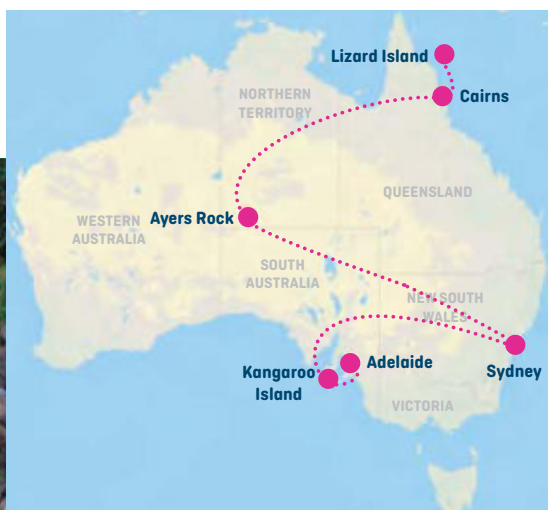 Lizard Island
Cairns
NORTHERN
TERRITORY
QUEENSLAND
Ayers Rock
WESTERN
AUSTRALIA
SOUTH
AUSTRALIA
NEW SOUTH
WALES
Adelaide
Kangaroo
Island
Sydney
VICTORIA